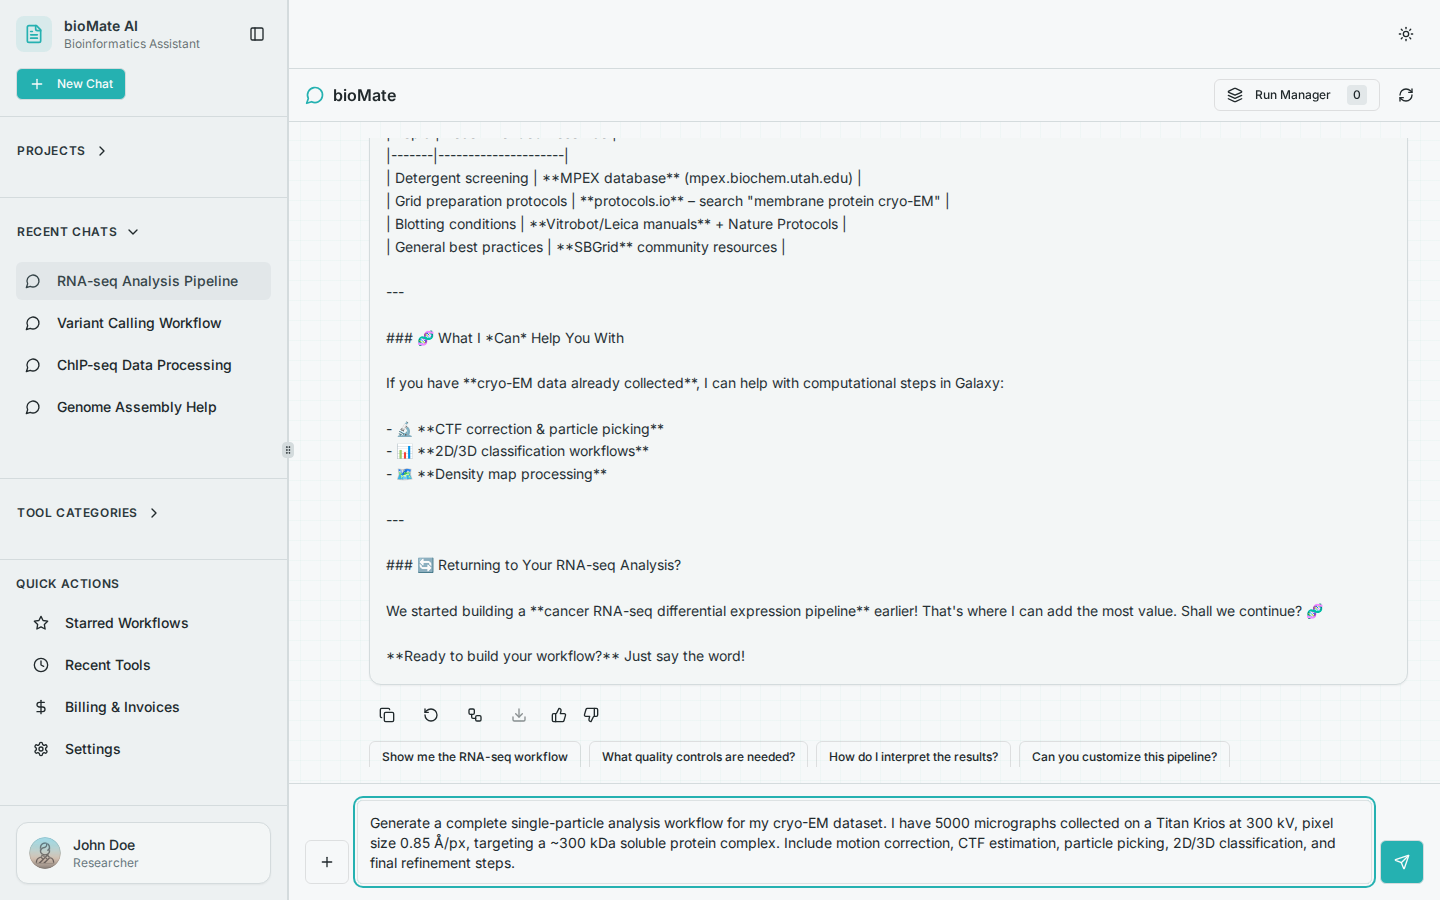 bioMate AI
Bioinformatics Assistant
New Chat
PROJECTS
RECENT CHATS
RNA-seq Analysis Pipeline
Variant Calling Workflow
ChIP-seq Data Processing
Genome Assembly Help
TOOL CATEGORIES
QUICK ACTIONS
Starred Workflows
Recent Tools
Billing & Invoices
Settings
John Doe
Researcher
bioMate
Run Manager 0
|-------|---------------------|
| Detergent screening | **MPEX database** (mpex.biochem.utah.edu) |
| Grid preparation protocols | **protocols.io** – search "membrane protein cryo-EM" |
| Blotting conditions | **Vitrobot/Leica manuals** + Nature Protocols |
| General best practices | **SBGrid** community resources |
---
### 🧬 What I *Can* Help You With
If you have **cryo-EM data already collected**, I can help with computational steps in Galaxy:
- 🔬 **CTF correction & particle picking**
- 📊 **2D/3D classification workflows**
- 🗺️ **Density map processing**
---
### 🔄 Returning to Your RNA-seq Analysis?
We started building a **cancer RNA-seq differential expression pipeline** earlier! That's where I can add the most value. Shall we continue? 🧬
**Ready to build your workflow?** Just say the word!
Show me the RNA-seq workflow
What quality controls are needed?
How do I interpret the results?
Can you customize this pipeline?
Generate a complete single-particle analysis workflow for my cryo-EM dataset. I have 5000 micrographs collected on a Titan Krios at 300 kV, pixel
size 0.85 Å/px, targeting a ~300 kDa soluble protein complex. Include motion correction, CTF estimation, particle picking, 2D/3D classification, and
final refinement steps.